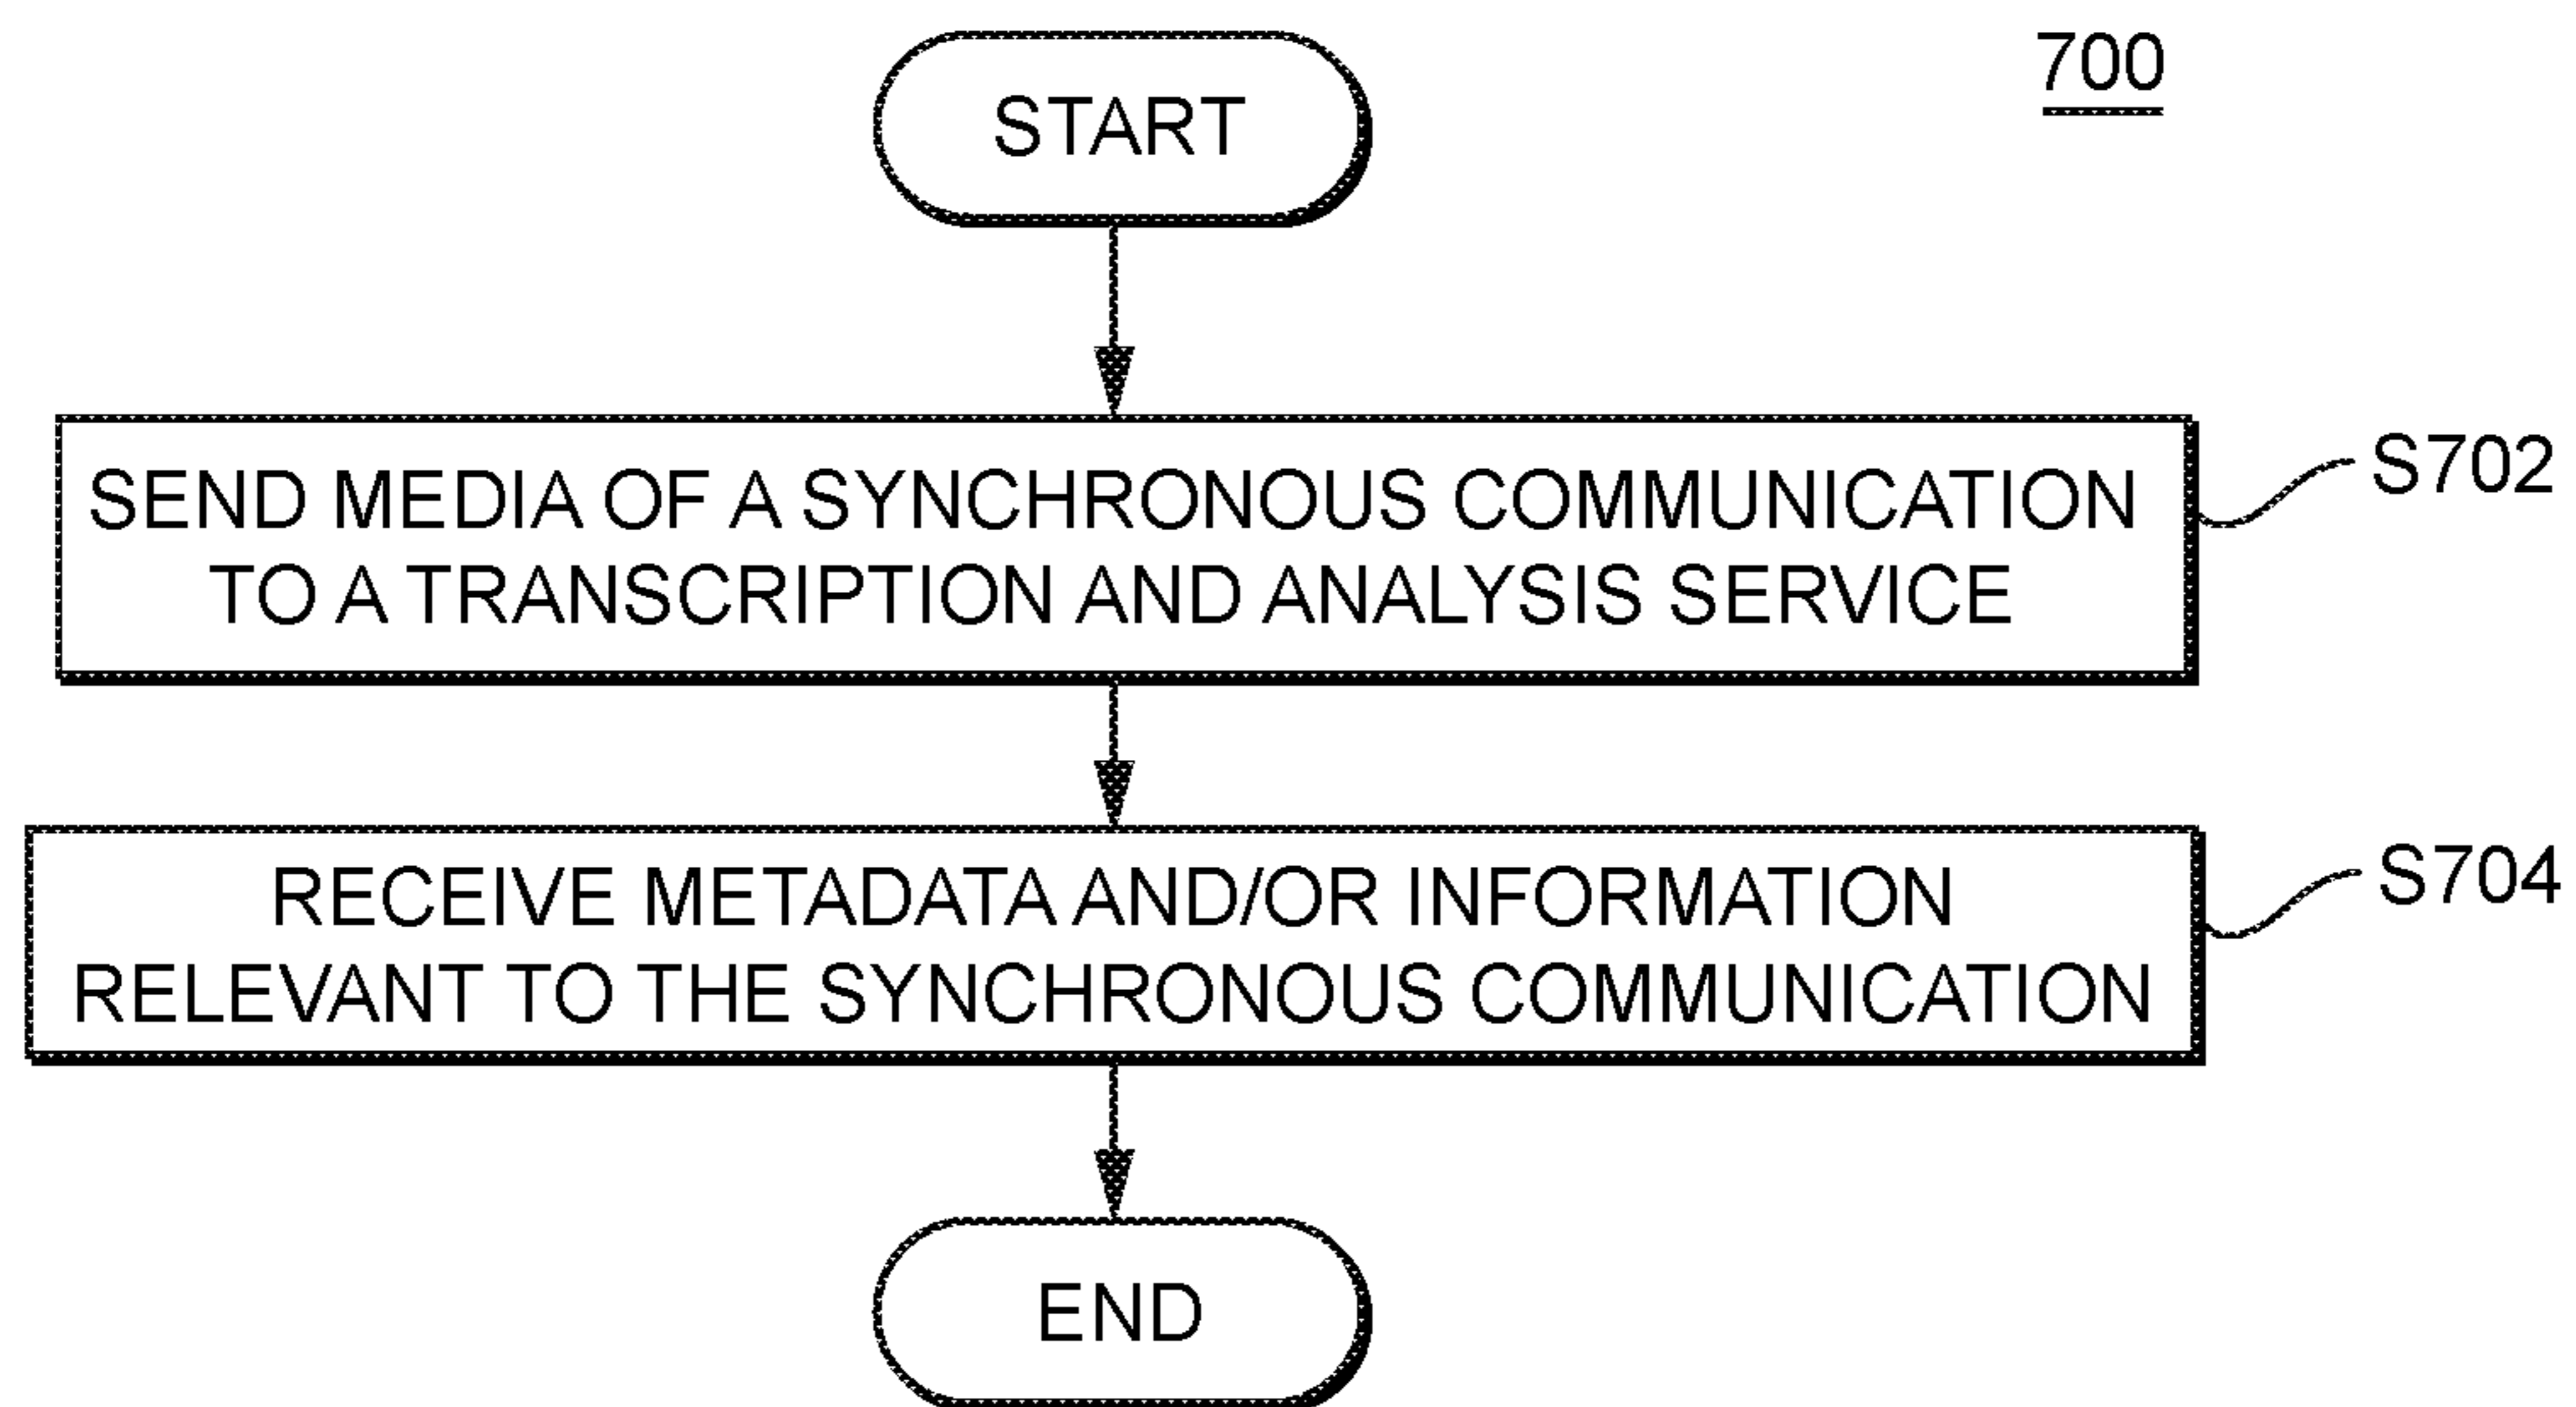 700
START
SEND MEDIA OF A SYNCHRONOUS COMMUNICATION
TO A TRANSCRIPTION AND ANALYSIS SERVICE
S702
RECEIVE METADATA AND/OR INFORMATION
RELEVANT TO THE SYNCHRONOUS COMMUNICATION
S704
END